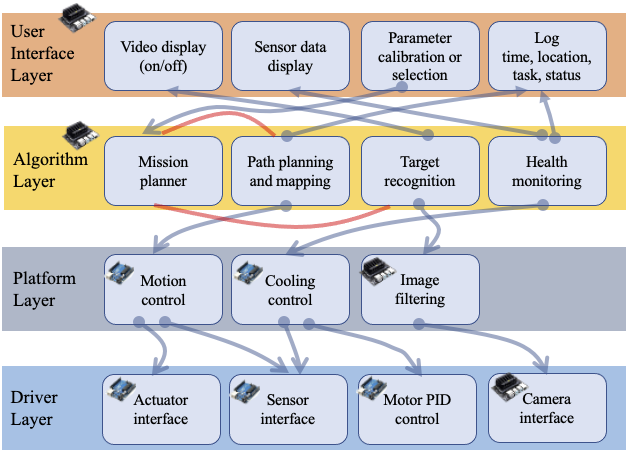 User
Interface
Layer
Video display
(on/off)
Sensor data
display
Parameter
calibration or
selection
Log
time, location,
task, status
Algorithm
Layer
Mission
planner
Path planning
and mapping
Target
recognition
Health
monitoring
Platform
Layer
Motion
control
Cooling
control
Image
filtering
Driver
Layer
Actuator
interface
Sensor
interface
Motor PID
control
Camera
interface